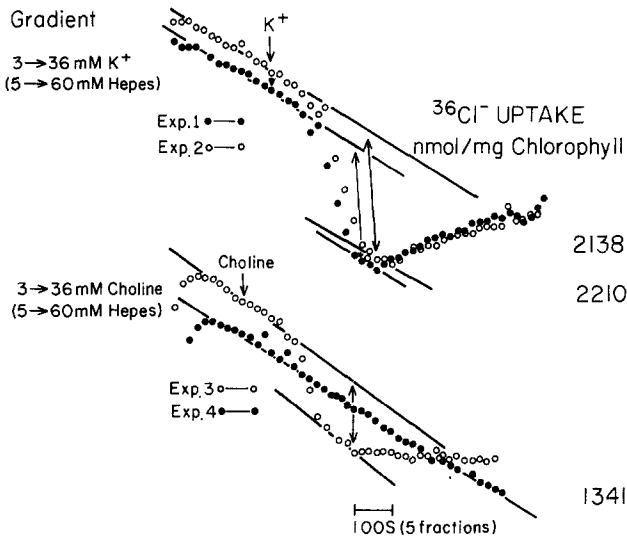 Gradient
K+
3→36 mM K+
(5→60 mM Hepes)
Exp.1 ●—●
Exp.2 ○—○
36Cl− UPTAKE
nmol/mg Chlorophyll
2138
2210
Choline
3→36 mM Choline
(5→60 mM Hepes)
Exp.3 ○—○
Exp.4 ●—●
1341
100S (5 fractions)